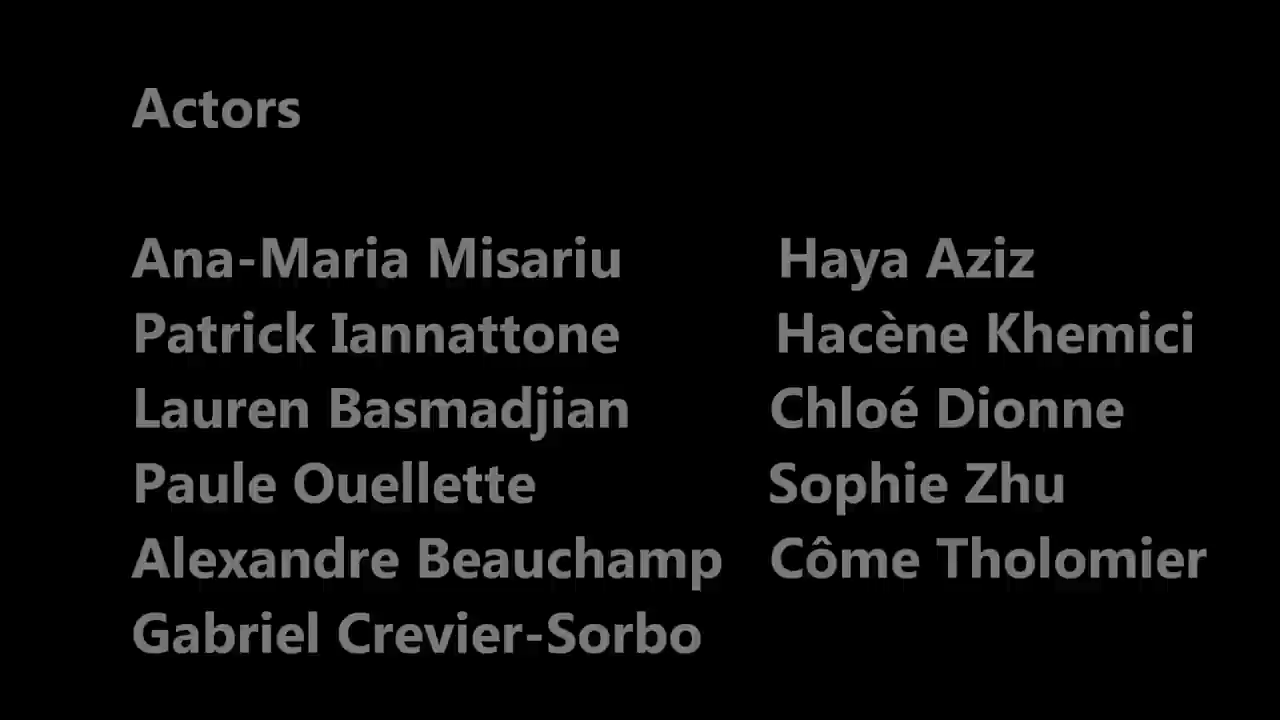 Actors
Ana-Maria Misariu
Patrick Iannattone
Lauren Basmadjian
Paule Ouellette
Alexandre Beauchamp
Gabriel Crevier-Sorbo
Haya Aziz
Hacène Khemici
Chloé Dionne
Sophie Zhu
Côme Tholomier